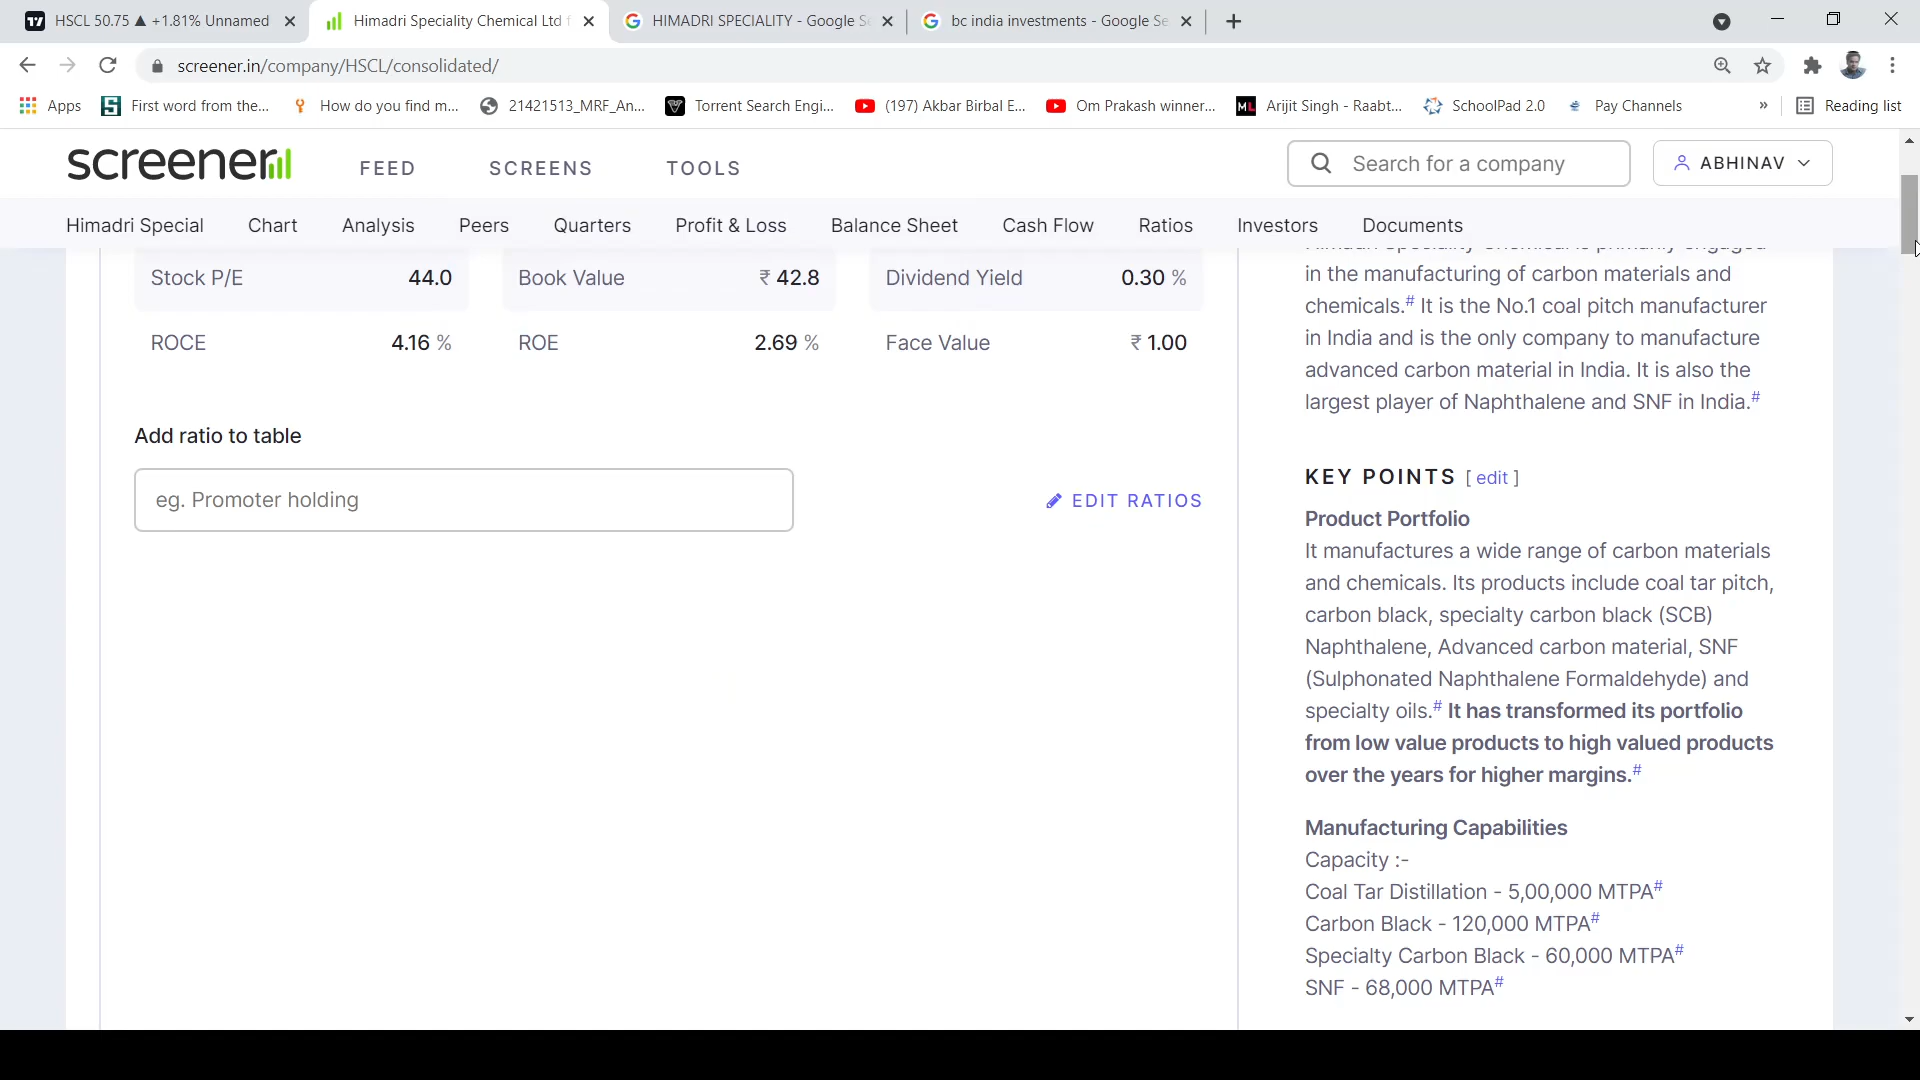 HSCL 50.75 ▲ +1.81% Unnamed
Himadri Speciality Chemical Ltd f
HIMADRI SPECIALITY - Google Se
bc india investments - Google Se
screener.in/company/HSCL/consolidated/
Apps
First word from the...
How do you find m...
21421513_MRF_An...
Torrent Search Engi...
(197) Akbar Birbal E...
Om Prakash winner...
ML
Arijit Singh - Raabt...
SchoolPad 2.0
Pay Channels
»
Reading list
screener
FEED
SCREENS
TOOLS
Search for a company
ABHINAV
Himadri Special
Chart
Analysis
Peers
Quarters
Profit & Loss
Balance Sheet
Cash Flow
Ratios
Investors
Documents
Stock P/E 44.0
Book Value ₹ 42.8
Dividend Yield 0.30 %
ROCE 4.16 %
ROE 2.69 %
Face Value ₹ 1.00
Add ratio to table
eg. Promoter holding
EDIT RATIOS
Himadri Speciality Chemical is primarily engaged
in the manufacturing of carbon materials and
chemicals.# It is the No.1 coal pitch manufacturer
in India and is the only company to manufacture
advanced carbon material in India. It is also the
largest player of Naphthalene and SNF in India.#
KEY POINTS [ edit ]
Product Portfolio
It manufactures a wide range of carbon materials
and chemicals. Its products include coal tar pitch,
carbon black, specialty carbon black (SCB)
Naphthalene, Advanced carbon material, SNF
(Sulphonated Naphthalene Formaldehyde) and
specialty oils.# It has transformed its portfolio
from low value products to high valued products
over the years for higher margins.#
Manufacturing Capabilities
Capacity :-
Coal Tar Distillation - 5,00,000 MTPA#
Carbon Black - 120,000 MTPA#
Specialty Carbon Black - 60,000 MTPA#
SNF - 68,000 MTPA#